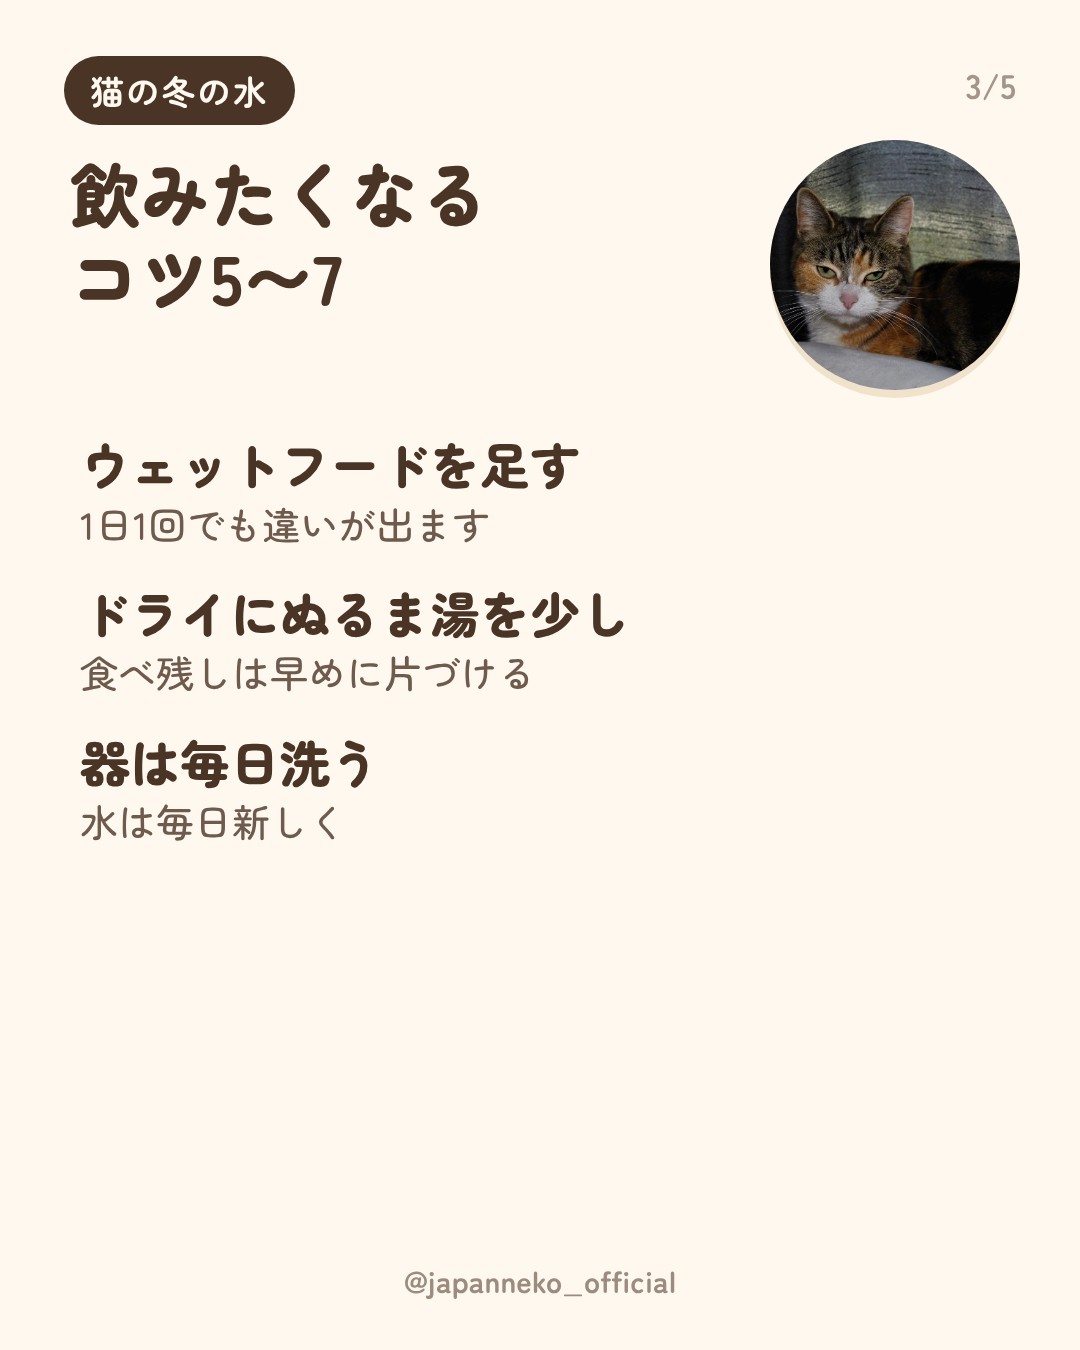 猫の冬の水
3/5
飲みたくなる
コツ5〜7
ウェットフードを足す
1日1回でも違いが出ます
ドライにぬるま湯を少し
食べ残しは早めに片づける
器は毎日洗う
水は毎日新しく
@japanneko_official